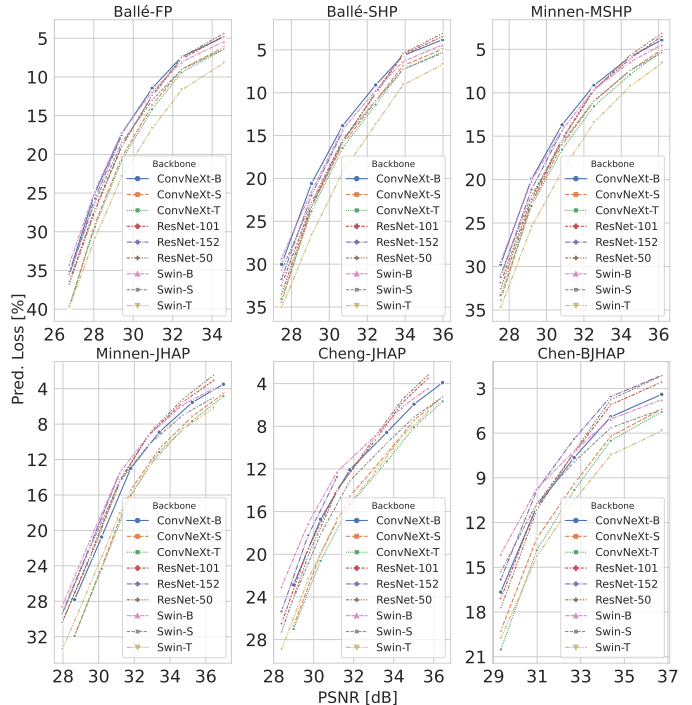 Ballé-FP
Ballé-SHP
Minnen-MSHP
5
10
15
20
25
30
35
40
26
28
30
32
34
Backbone
ConvNeXt-B
ConvNeXt-S
ConvNeXt-T
ResNet-101
ResNet-152
ResNet-50
Swin-B
Swin-S
Swin-T
5
10
15
20
25
30
35
28
30
32
34
36
Backbone
ConvNeXt-B
ConvNeXt-S
ConvNeXt-T
ResNet-101
ResNet-152
ResNet-50
Swin-B
Swin-S
Swin-T
5
10
15
20
25
30
35
28
30
32
34
36
Backbone
ConvNeXt-B
ConvNeXt-S
ConvNeXt-T
ResNet-101
ResNet-152
ResNet-50
Swin-B
Swin-S
Swin-T
Pred. Loss [%]
Minnen-JHAP
Cheng-JHAP
Chen-BJHAP
4
8
12
16
20
24
28
32
28
30
32
34
36
Backbone
ConvNeXt-B
ConvNeXt-S
ConvNeXt-T
ResNet-101
ResNet-152
ResNet-50
Swin-B
Swin-S
Swin-T
4
8
12
16
20
24
28
28
30
32
34
36
Backbone
ConvNeXt-B
ConvNeXt-S
ConvNeXt-T
ResNet-101
ResNet-152
ResNet-50
Swin-B
Swin-S
Swin-T
3
6
9
12
15
18
21
29
31
33
35
37
Backbone
ConvNeXt-B
ConvNeXt-S
ConvNeXt-T
ResNet-101
ResNet-152
ResNet-50
Swin-B
Swin-S
Swin-T
PSNR [dB]